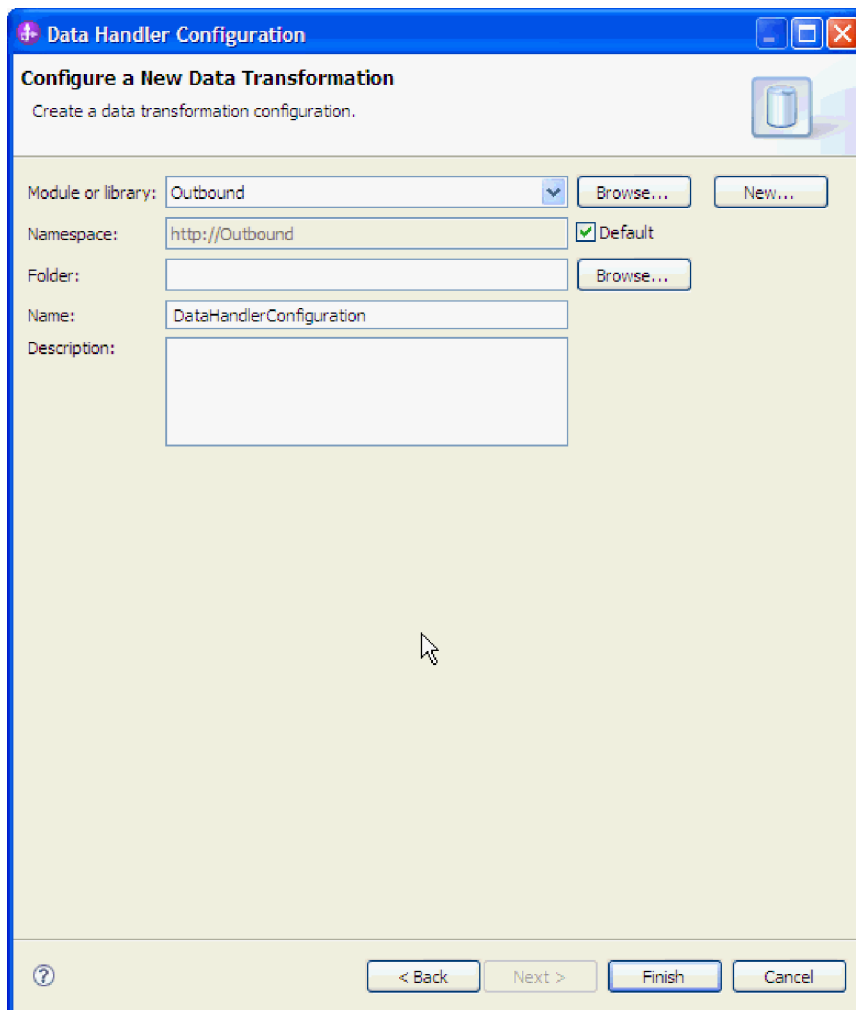 Data Handler Configuration
Configure a New Data Transformation
Create a data transformation configuration.
Module or library: Outbound Browse... New...
Namespace: http://Outbound Default
Folder: Browse...
Name: DataHandlerConfiguration
Description:
? < Back Next > Finish Cancel